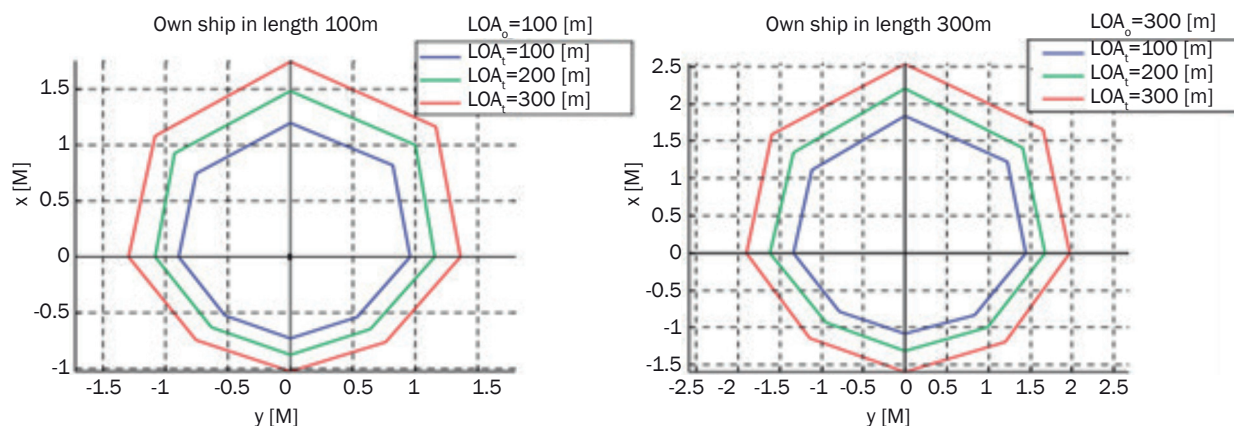 Own ship in length 100m
LOAₒ=100 [m]
LOAₜ=100 [m]
LOAₜ=200 [m]
LOAₜ=300 [m]
x [M]
1.5
1
0.5
0
-0.5
-1
-1.5 -1 -0.5 0 0.5 1 1.5
y [M]
Own ship in length 300m
LOAₒ=300 [m]
LOAₜ=100 [m]
LOAₜ=200 [m]
LOAₜ=300 [m]
x [M]
2.5
2
1.5
1
0.5
0
-0.5
-1
-1.5
-2.5 -2 -1.5 -1 -0.5 0 0.5 1 1.5 2 2.5
y [M]